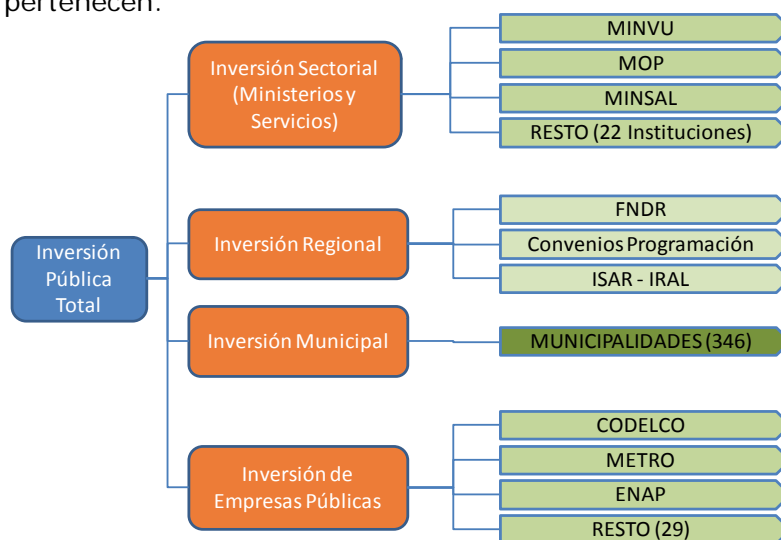 pertenecen.
Inversión
Pública
Total
Inversión Sectorial
(Ministerios y
Servicios)
MINVU
MOP
MINSAL
RESTO (22 Instituciones)
Inversión Regional
FNDR
Convenios Programación
ISAR - IRAL
Inversión Municipal
MUNICIPALIDADES (346)
Inversión de
Empresas Públicas
CODELCO
METRO
ENAP
RESTO (29)